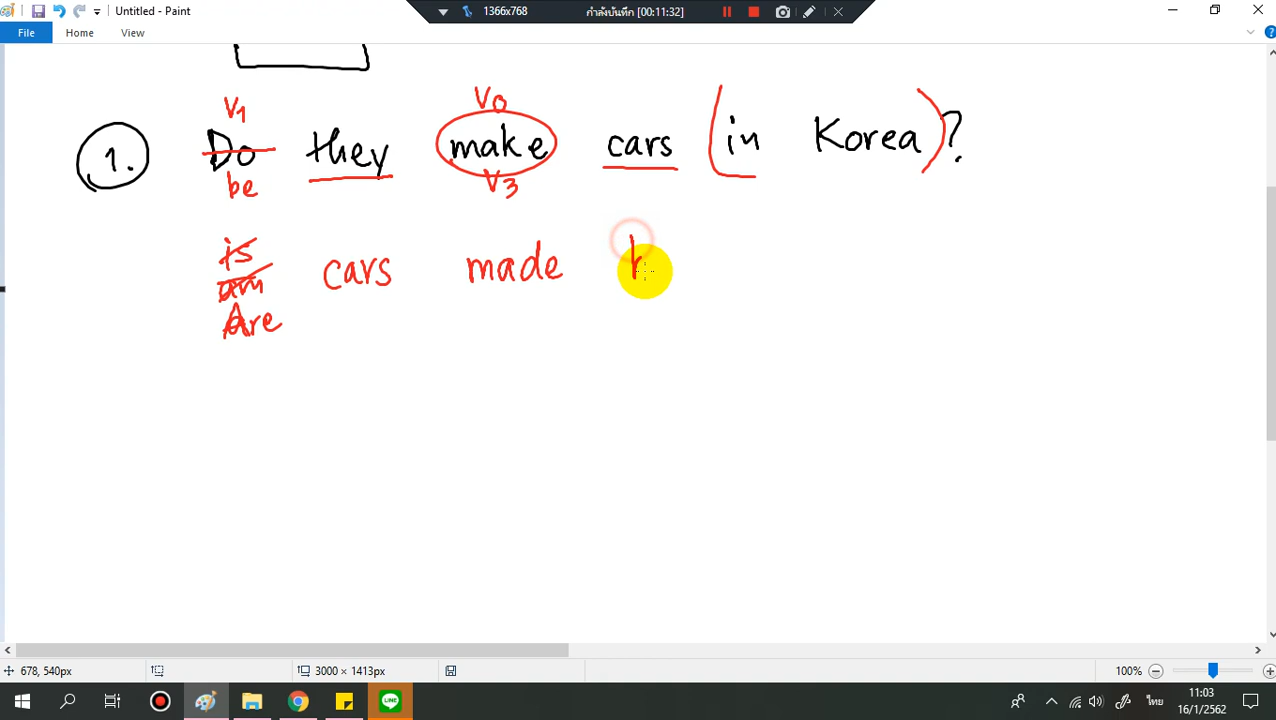 Untitled - Paint
1366x768
กำลังบันทึก [00:11:32]
File Home View
V1 V0
1. Do they make cars (in Korea)?
be V3
is
am
Are cars made
678, 540px
3000 × 1413px
100%
LINE
ไทย
11:03
16/1/2562